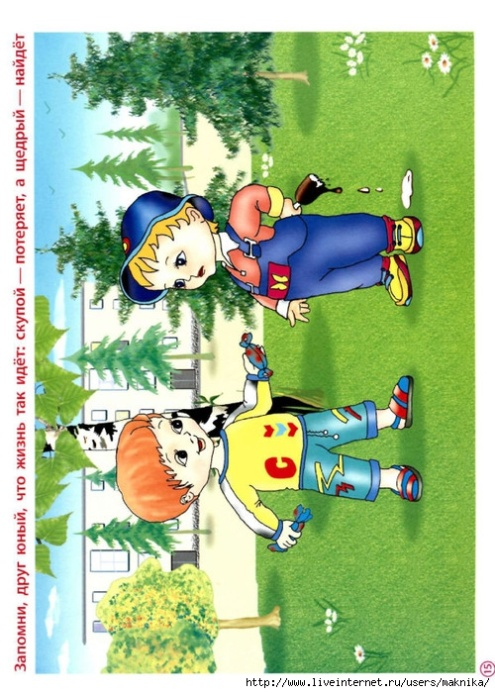 Запомни, друг юный, что жизнь так идёт: скупой — потеряет, а щедрый — найдёт
С
15
http://www.liveinternet.ru/users/maknika/